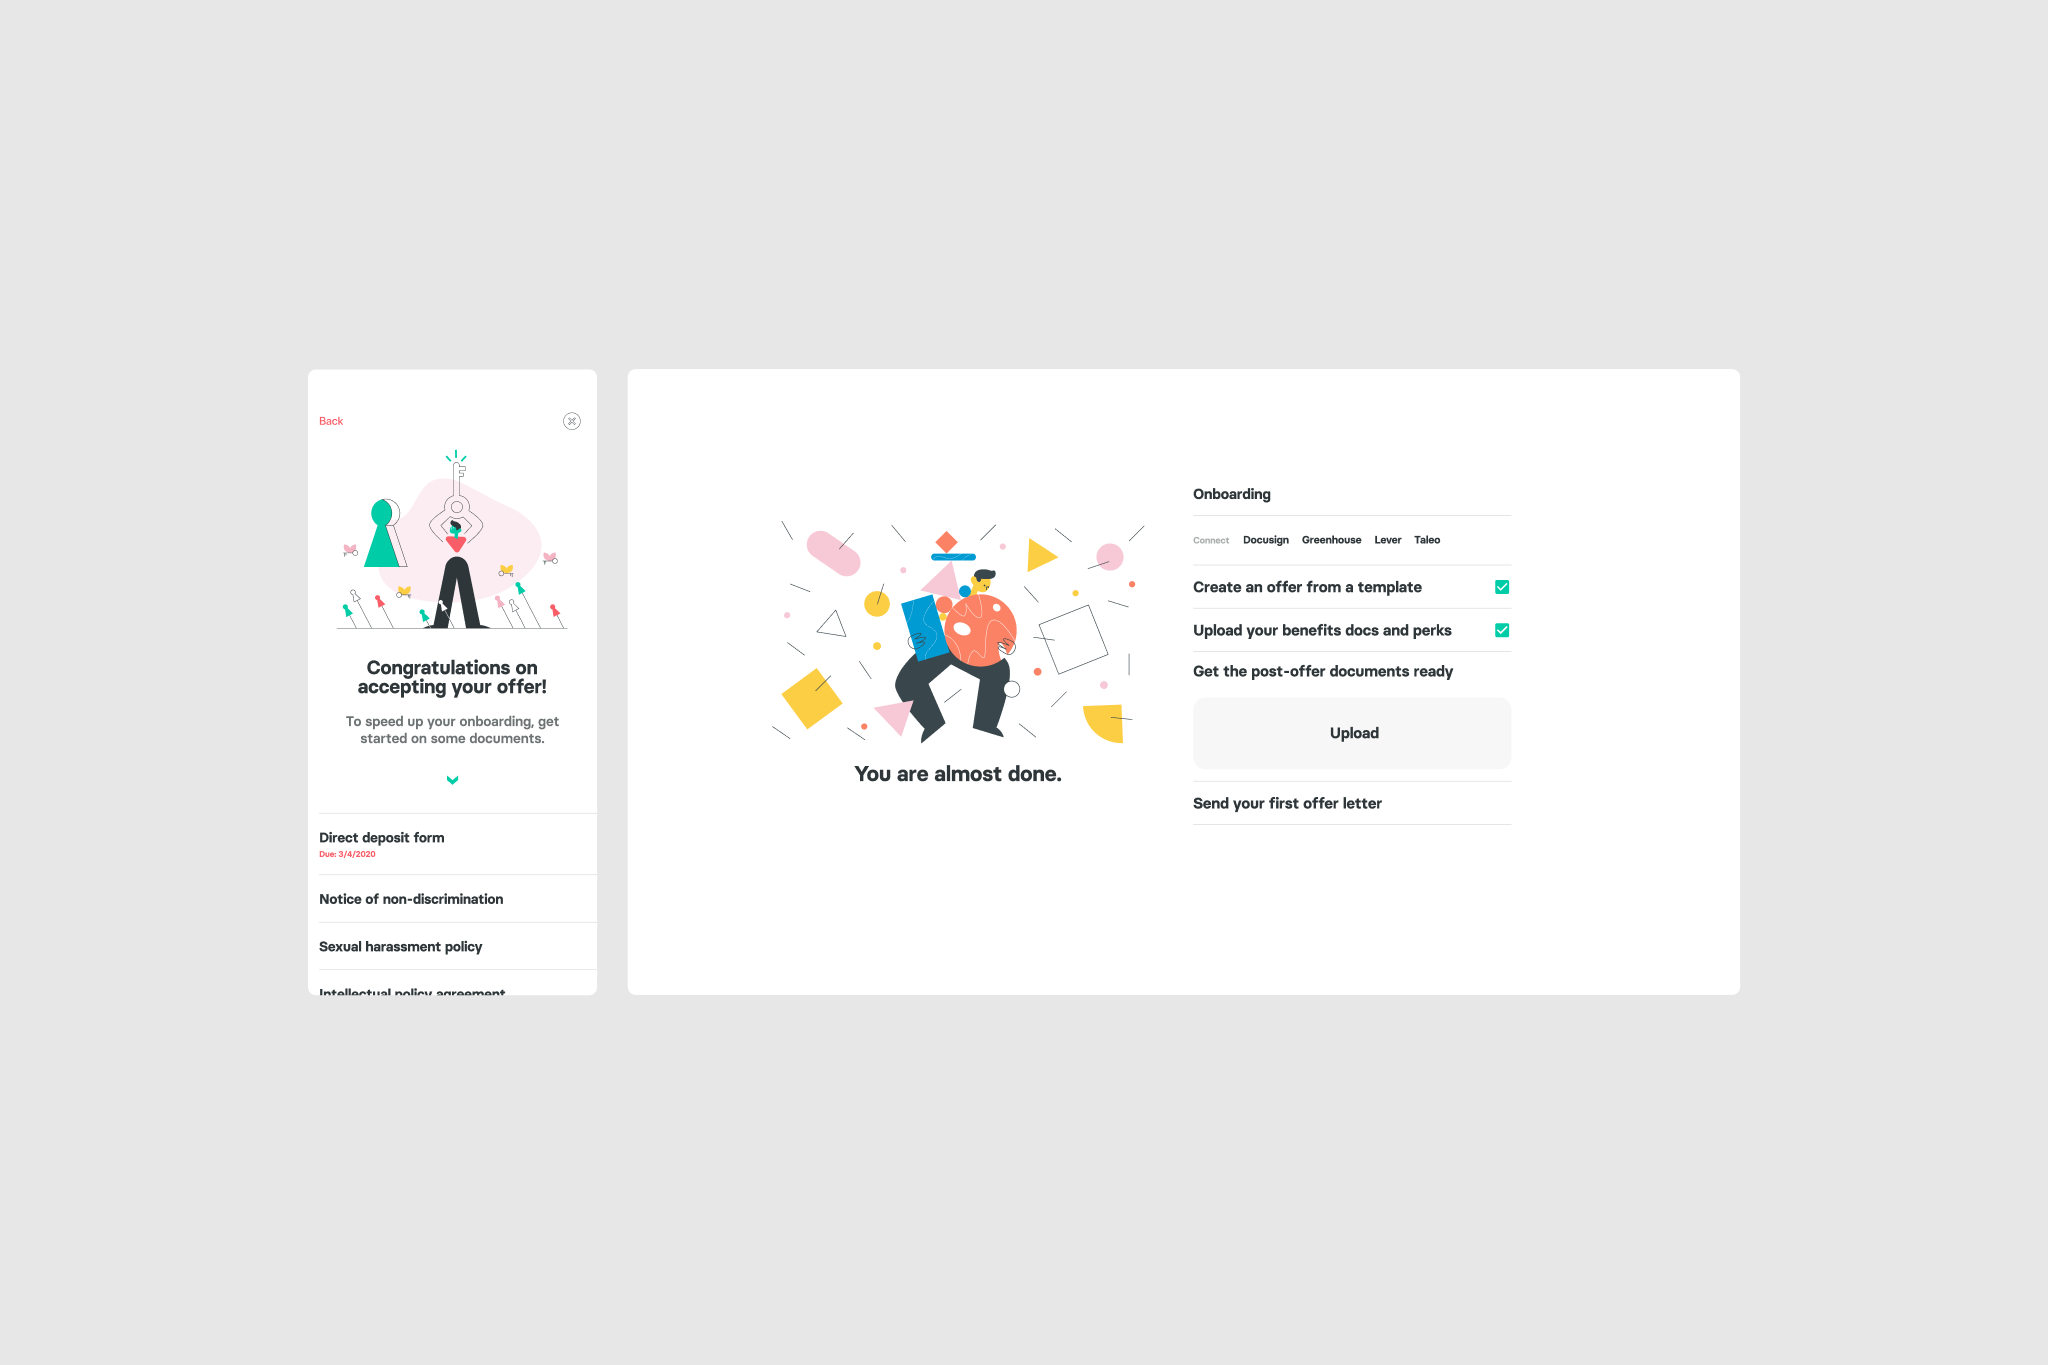 Back
Congratulations on
accepting your offer!
To speed up your onboarding, get
started on some documents.
Direct deposit form
Due: 3/4/2020
Notice of non-discrimination
Sexual harassment policy
Intellectual policy agreement
You are almost done.
Onboarding
Connect Docusign Greenhouse Lever Taleo
Create an offer from a template
Upload your benefits docs and perks
Get the post-offer documents ready
Upload
Send your first offer letter